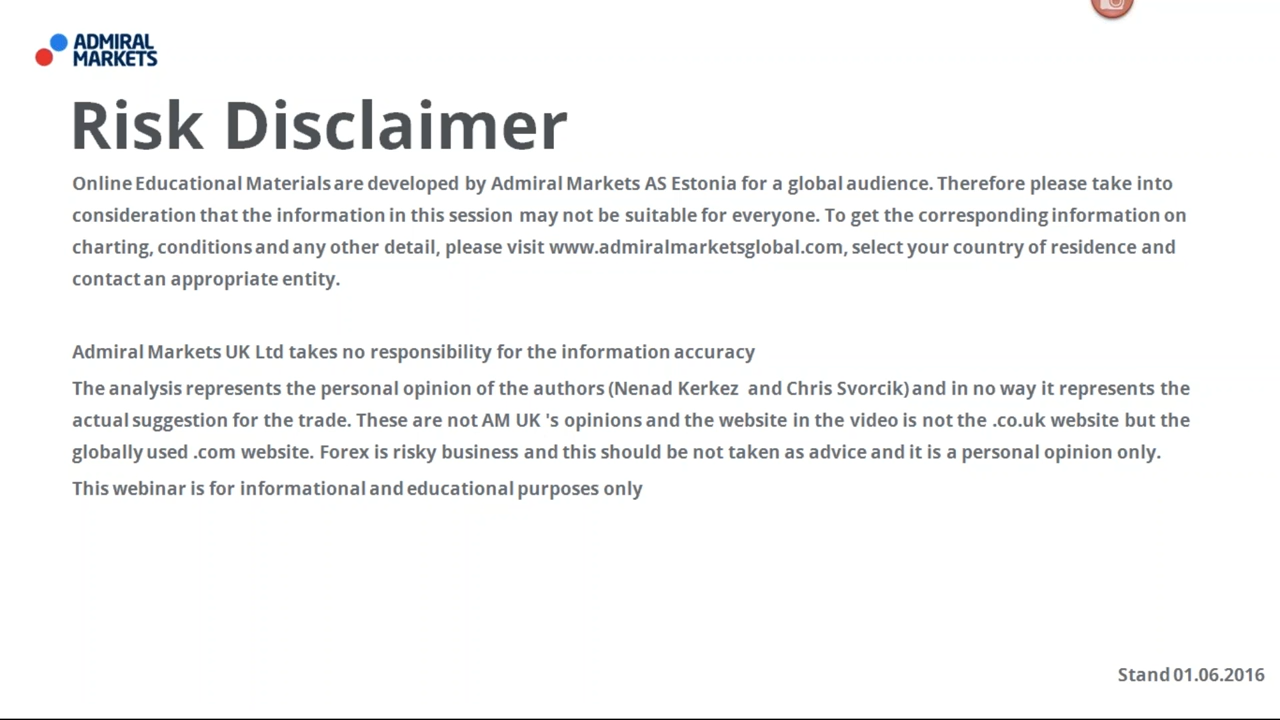 ADMIRAL
MARKETS
Risk Disclaimer
Online Educational Materials are developed by Admiral Markets AS Estonia for a global audience. Therefore please take into
consideration that the information in this session may not be suitable for everyone. To get the corresponding information on
charting, conditions and any other detail, please visit www.admiralmarketsglobal.com, select your country of residence and
contact an appropriate entity.
Admiral Markets UK Ltd takes no responsibility for the information accuracy
The analysis represents the personal opinion of the authors (Nenad Kerkez and Chris Svorcik) and in no way it represents the
actual suggestion for the trade. These are not AM UK 's opinions and the website in the video is not the .co.uk website but the
globally used .com website. Forex is risky business and this should be not taken as advice and it is a personal opinion only.
This webinar is for informational and educational purposes only
Stand 01.06.2016